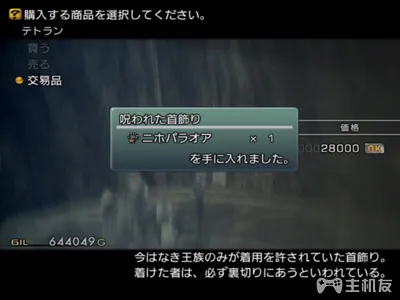 購入する商品を選択してください。
テトラン
買う
売る
交易品
呪われた首飾り
ニホパラオア × 1
を手に入れました。
価格
28000 OK
GIL 644049G
今はなき王族のみが着用を許されていた首飾り。
着けた者は、必ず裏切りにあうといわれている。
主机友